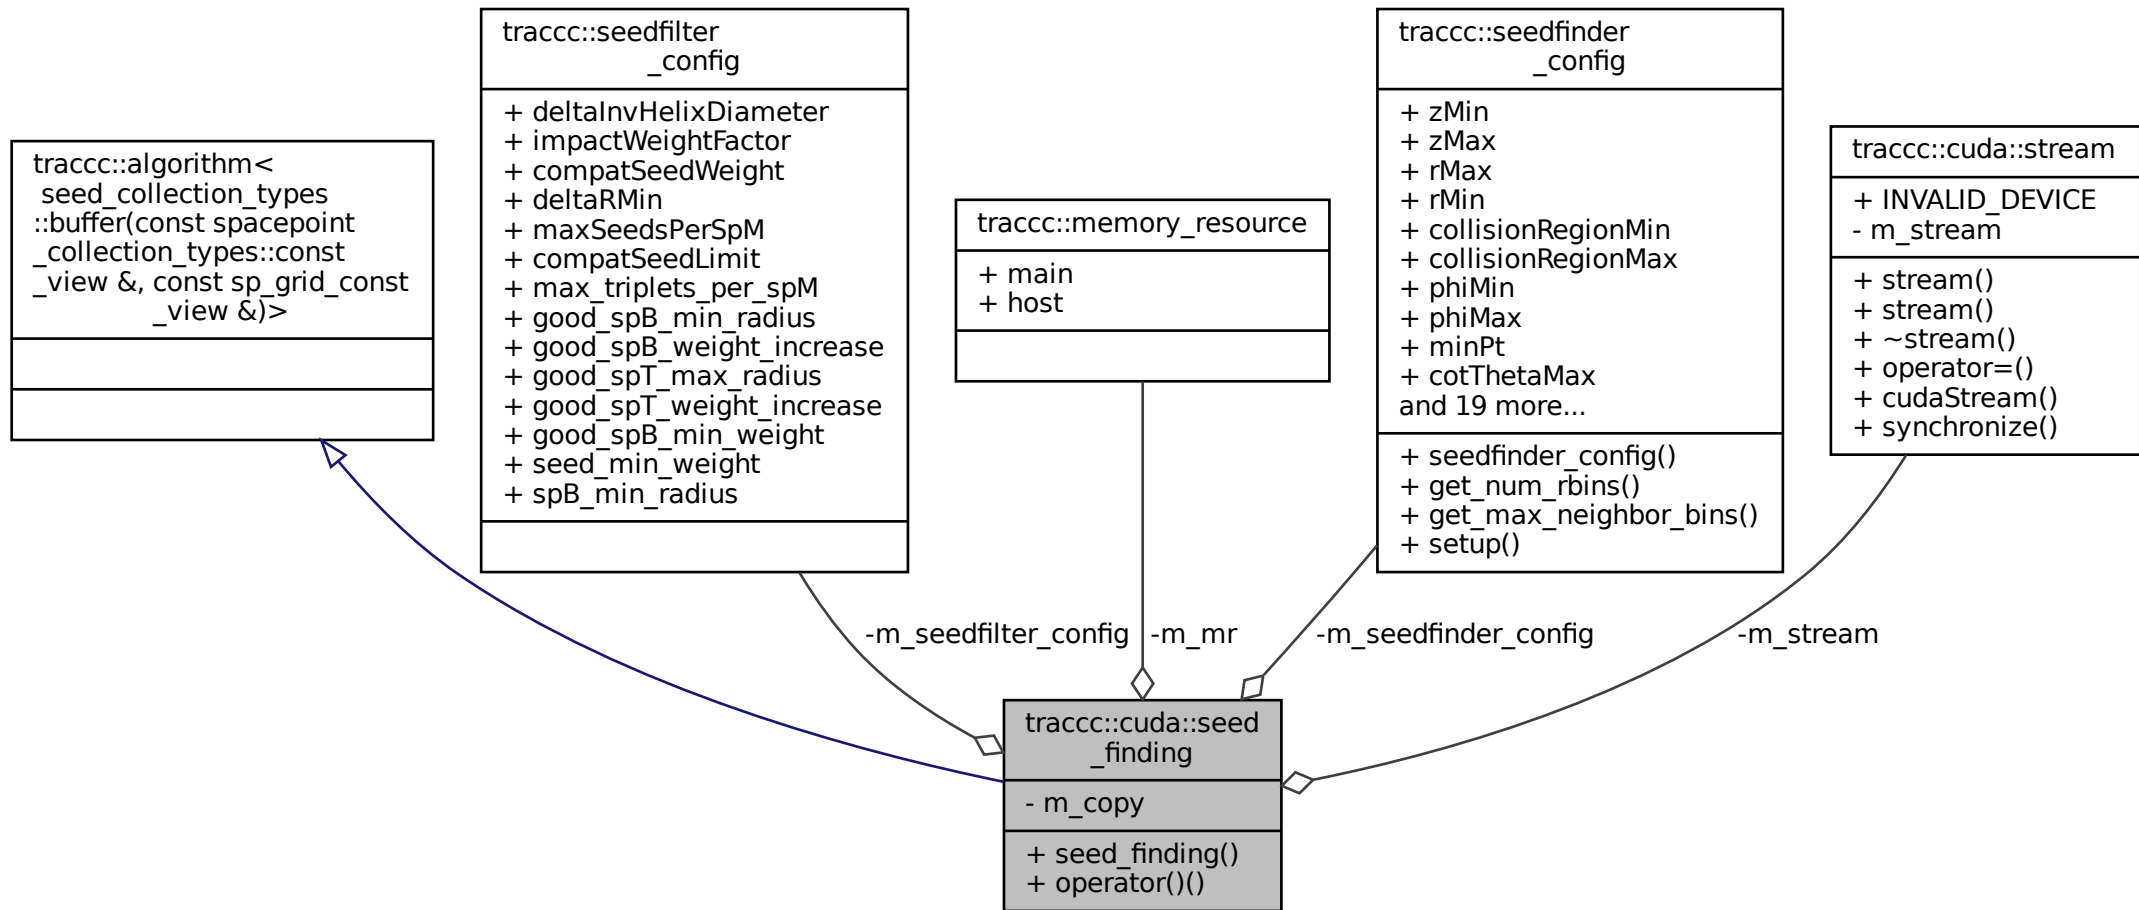 traccc::algorithm<
seed_collection_types
::buffer(const spacepoint
_collection_types::const
_view &, const sp_grid_const
_view &)>
traccc::seedfilter
_config
+ deltaInvHelixDiameter
+ impactWeightFactor
+ compatSeedWeight
+ deltaRMin
+ maxSeedsPerSpM
+ compatSeedLimit
+ max_triplets_per_spM
+ good_spB_min_radius
+ good_spB_weight_increase
+ good_spT_max_radius
+ good_spT_weight_increase
+ good_spB_min_weight
+ seed_min_weight
+ spB_min_radius
traccc::memory_resource
+ main
+ host
traccc::seedfinder
_config
+ zMin
+ zMax
+ rMax
+ rMin
+ collisionRegionMin
+ collisionRegionMax
+ phiMin
+ phiMax
+ minPt
+ cotThetaMax
and 19 more...
+ seedfinder_config()
+ get_num_rbins()
+ get_max_neighbor_bins()
+ setup()
traccc::cuda::stream
+ INVALID_DEVICE
- m_stream
+ stream()
+ stream()
+ ~stream()
+ operator=()
+ cudaStream()
+ synchronize()
-m_seedfilter_config
-m_mr
-m_seedfinder_config
-m_stream
traccc::cuda::seed
_finding
- m_copy
+ seed_finding()
+ operator()()